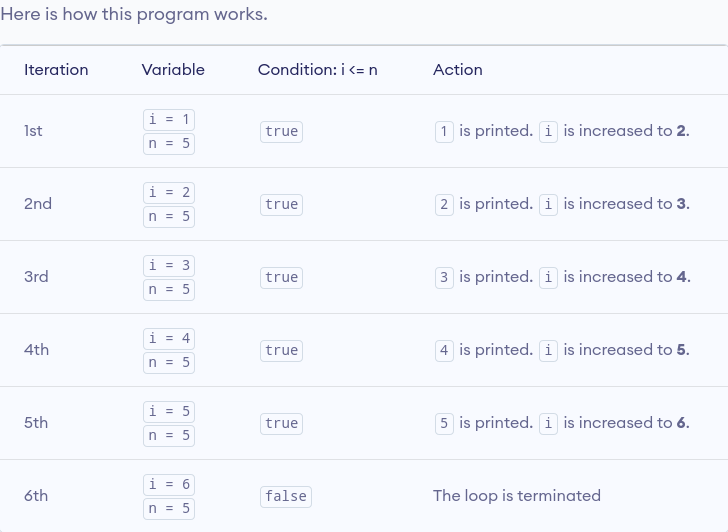 Here is how this program works.
Iteration Variable Condition: i <= n Action
1st i = 1 true 1 is printed. i is increased to 2.
n = 5
2nd i = 2 true 2 is printed. i is increased to 3.
n = 5
3rd i = 3 true 3 is printed. i is increased to 4.
n = 5
4th i = 4 true 4 is printed. i is increased to 5.
n = 5
5th i = 5 true 5 is printed. i is increased to 6.
n = 5
6th i = 6 false The loop is terminated
n = 5